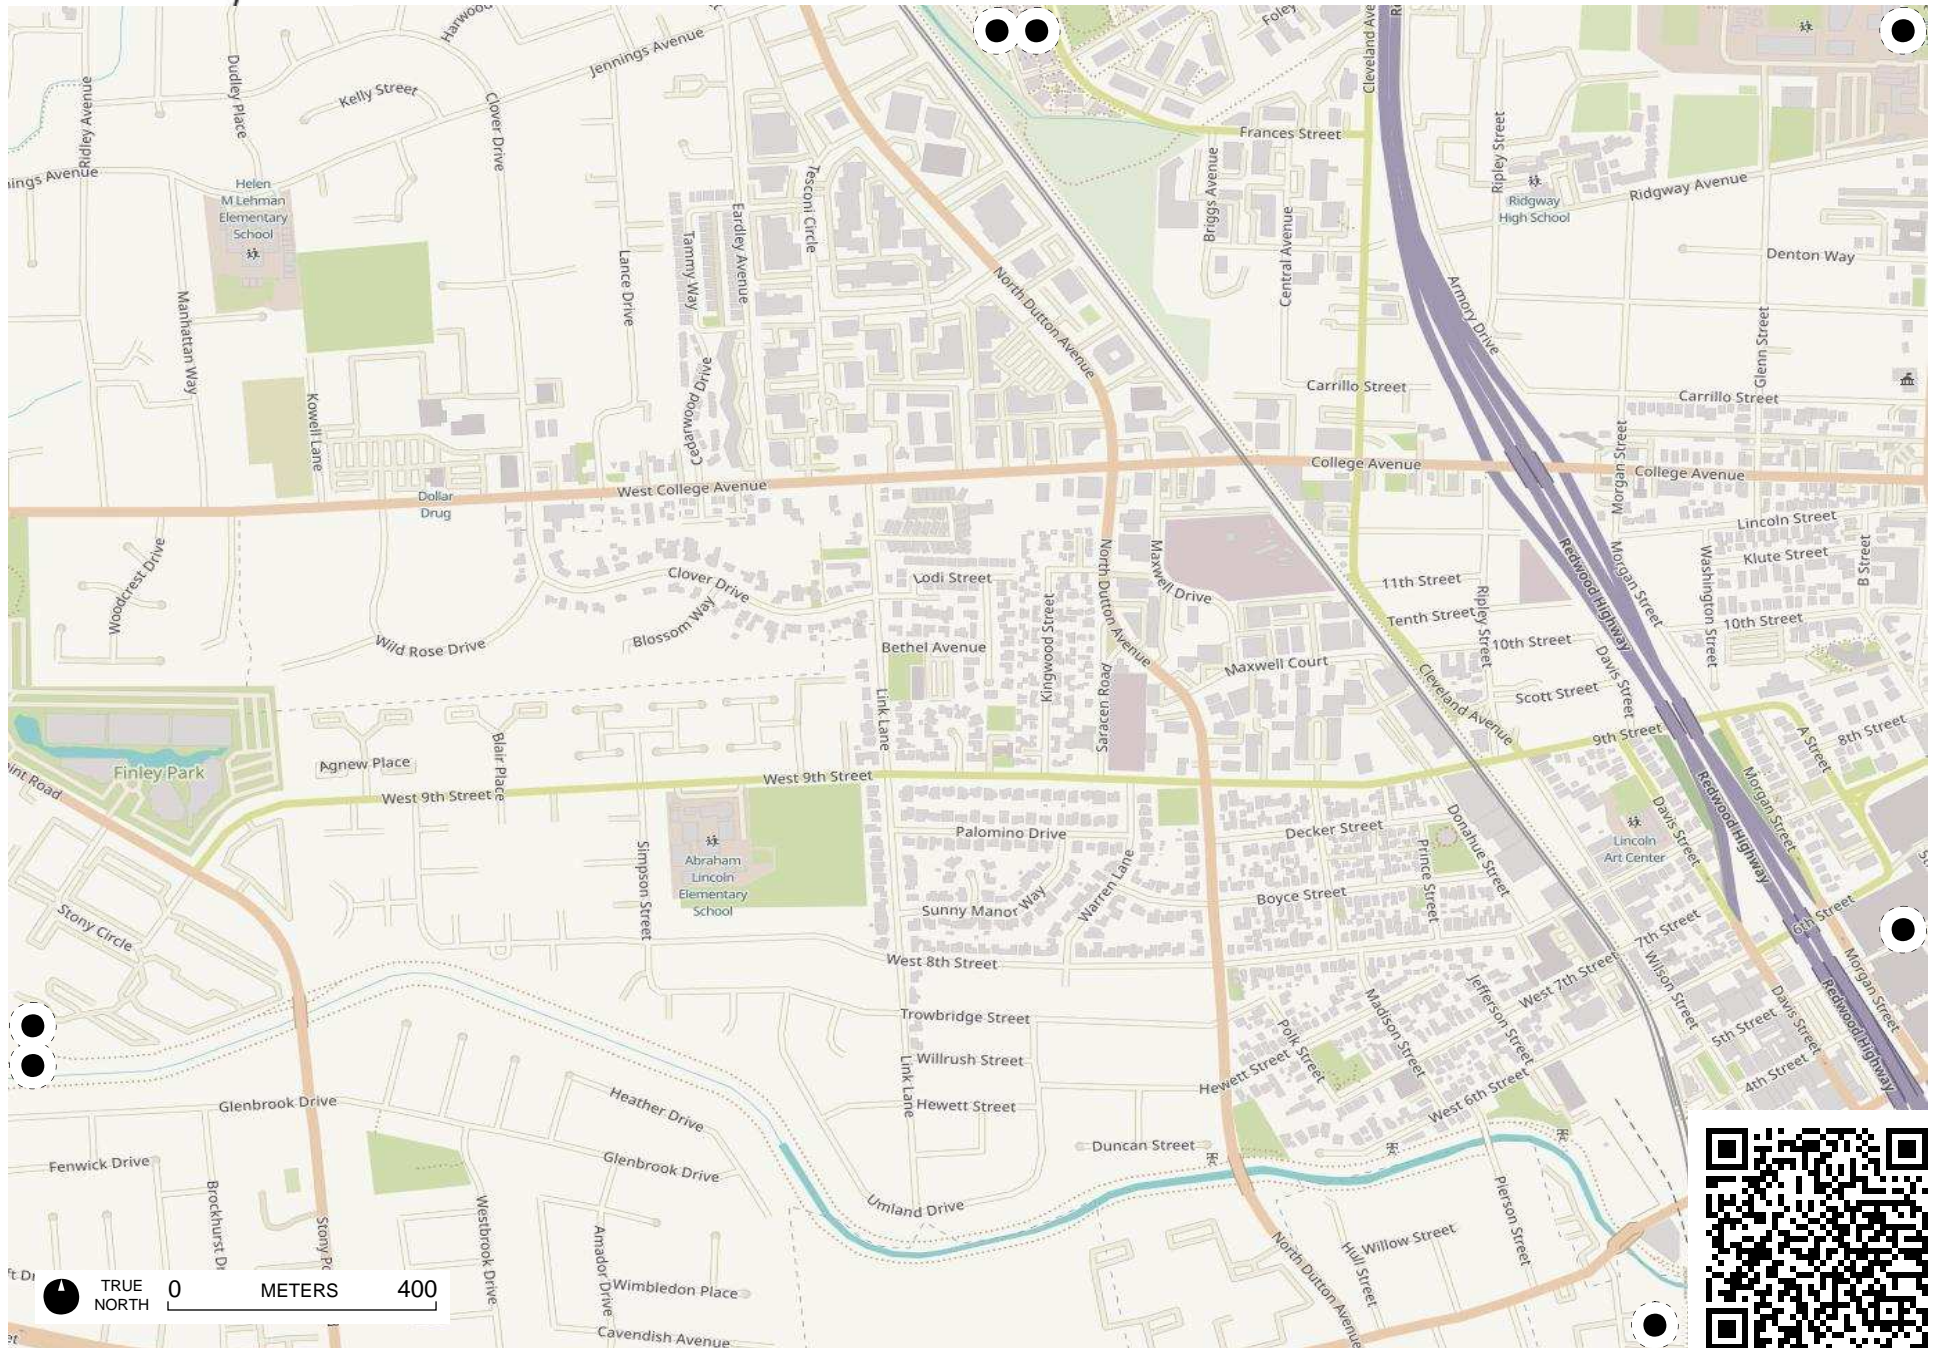 Harwood
Jennings Avenue
Foley
Cleveland Ave
Dudley Place
Ridley Avenue
Kelly Street
Clover Drive
Frances Street
Ripley Street
nings Avenue
Helen
M Lehman
Elementary
School
Tesconi Circle
Briggs Avenue
Ridgway Avenue
Ridgway
High School
Eardley Avenue
Tammy Way
Lance Drive
Central Avenue
Denton Way
Manhattan Way
North Dutton Avenue
Armory Drive
Glenn Street
Cedarwood Drive
Carrillo Street
Carrillo Street
Kowell Lane
Morgan Street
College Avenue
College Avenue
West College Avenue
Dollar
Drug
Lincoln Street
Klute Street
B Street
Washington Street
Woodcrest Drive
Clover Drive
Lodi Street
North Dutton Avenue
Maxwell Drive
11th Street
Redwood Highway
Morgan Street
Blossom Way
Kingwood Street
Tenth Street
Ripley Street
10th Street
10th Street
Wild Rose Drive
Bethel Avenue
Maxwell Court
Davis Street
Scott Street
Link Lane
Saracen Road
Cleveland Avenue
9th Street
A Street
8th Street
Finley Park
Agnew Place
Blair Place
West 9th Street
West 9th Street
int Road
Redwood Highway
Morgan Street
Palomino Drive
Decker Street
Donahue Street
Davis Street
Prince Street
Lincoln
Art Center
Abraham
Lincoln
Elementary
School
Simpson Street
Sunny Manor Way
Warren Lane
Boyce Street
6th Street
7th Street
Stony Circle
West 8th Street
West 7th Street
Wilson Street
Morgan Street
Davis Street
Redwood Highway
Jefferson Street
Madison Street
Trowbridge Street
Polk Street
5th Street
Willrush Street
Link Lane
Hewett Street
4th Street
Glenbrook Drive
Heather Drive
Hewett Street
West 6th Street
Duncan Street
Fenwick Drive
Glenbrook Drive
Brockhurst Dr
Westbrook Drive
Stony Po
Umland Drive
Pierson Street
Amador Drive
Willow Street
Hull Street
North Dutton Avenue
ft Dr
Wimbledon Place
Cavendish Avenue
TRUE
NORTH
0 METERS 400
et